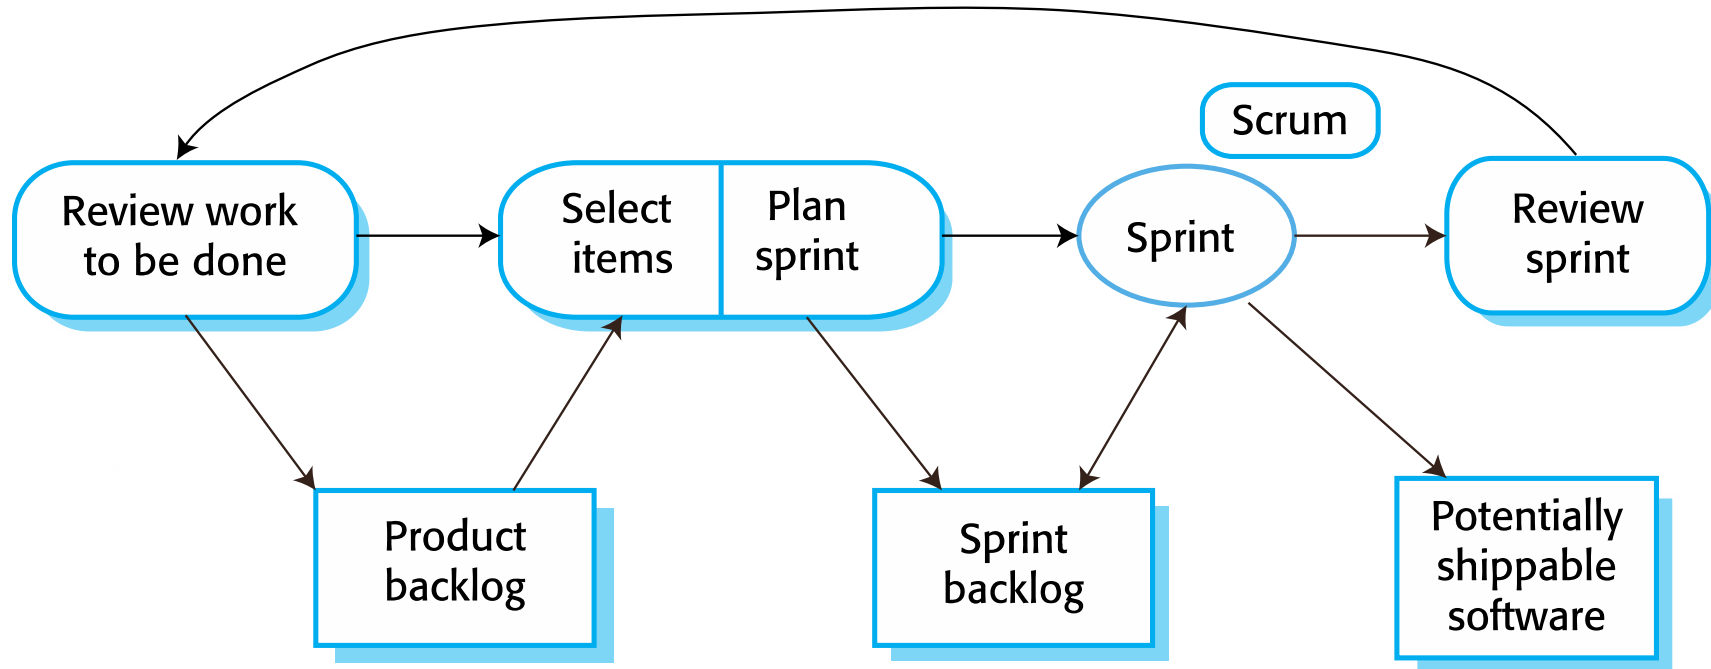 Scrum
Review work
to be done
Select
items
Plan
sprint
Sprint
Review
sprint
Product
backlog
Sprint
backlog
Potentially
shippable
software